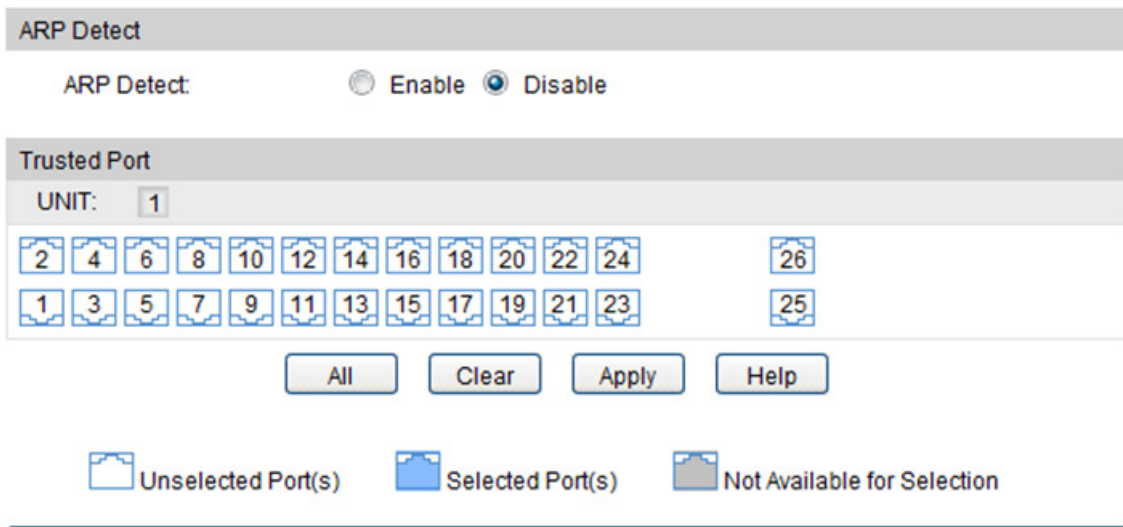 ARP Detect
ARP Detect: Enable Disable
Trusted Port
UNIT: 1
2 4 6 8 10 12 14 16 18 20 22 24 26
1 3 5 7 9 11 13 15 17 19 21 23 25
All Clear Apply Help
Unselected Port(s) Selected Port(s) Not Available for Selection